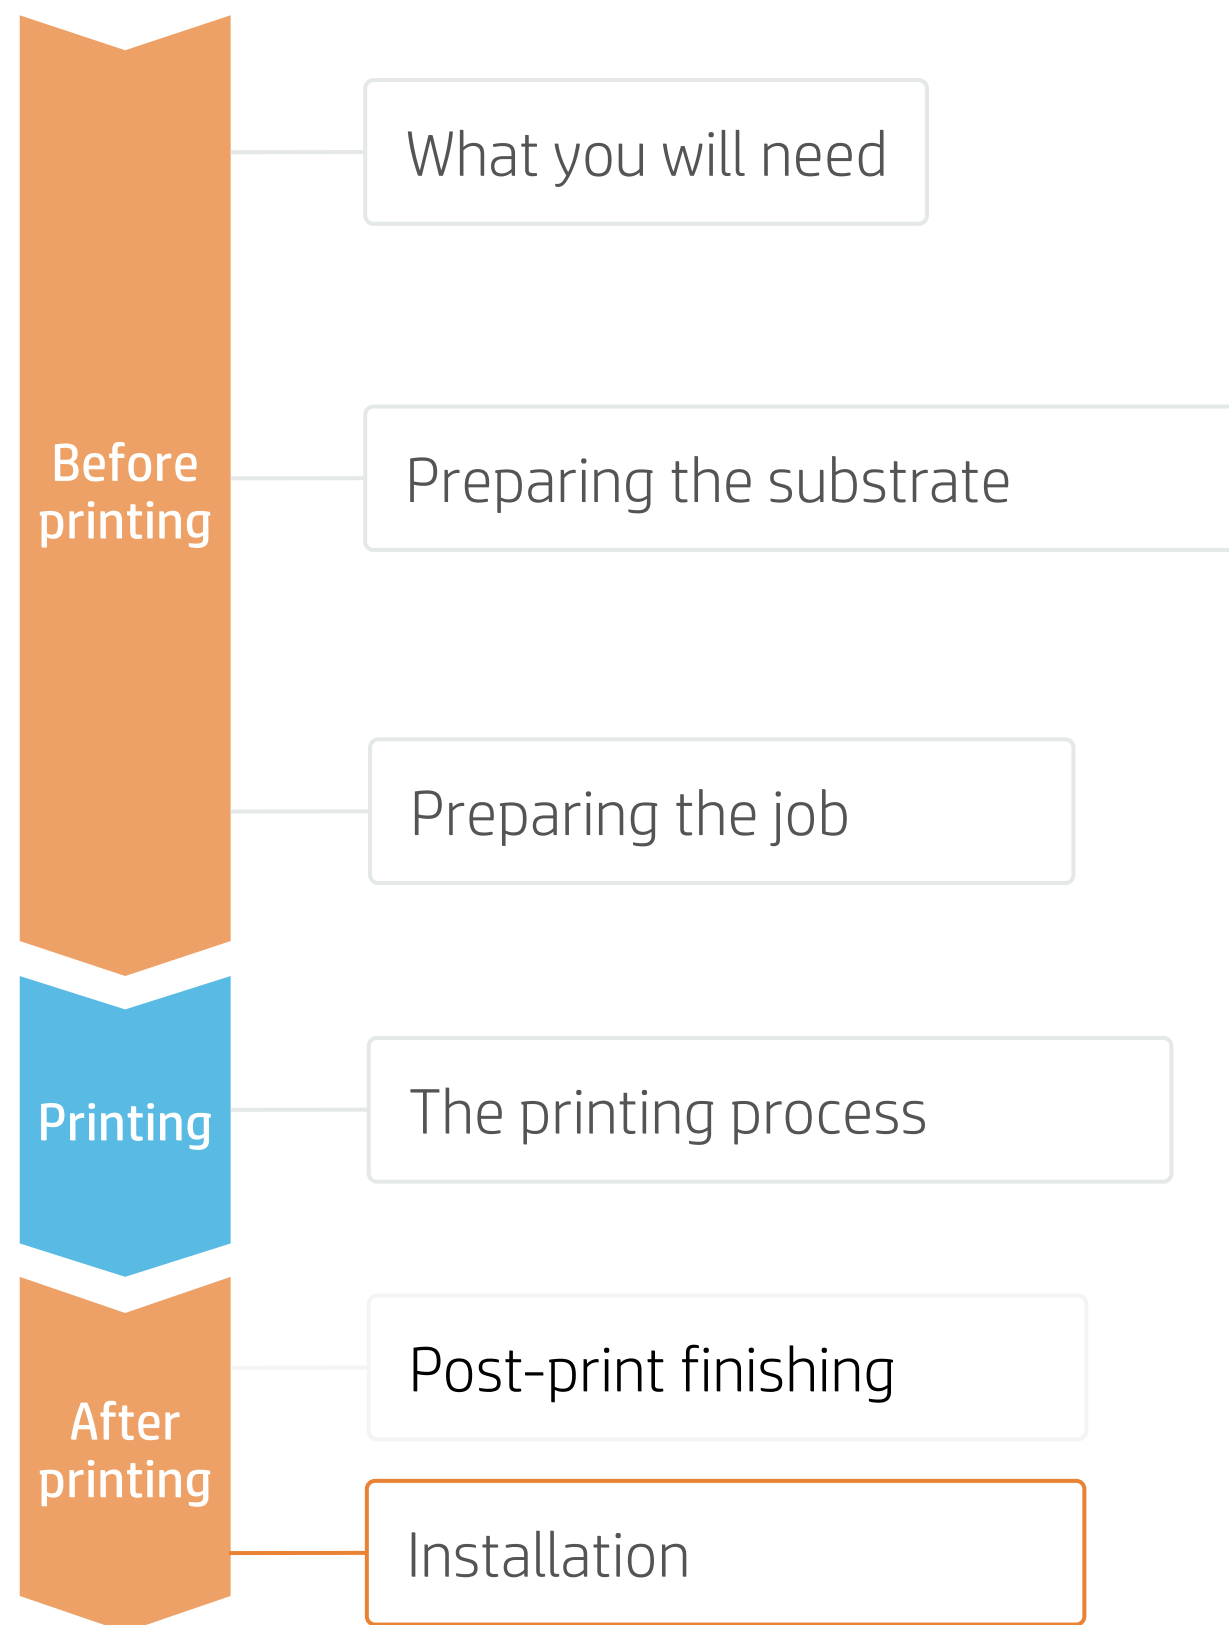 What you will need
Before
printing
Preparing the substrate
Preparing the job
Printing
The printing process
After
printing
Post-print finishing
Installation